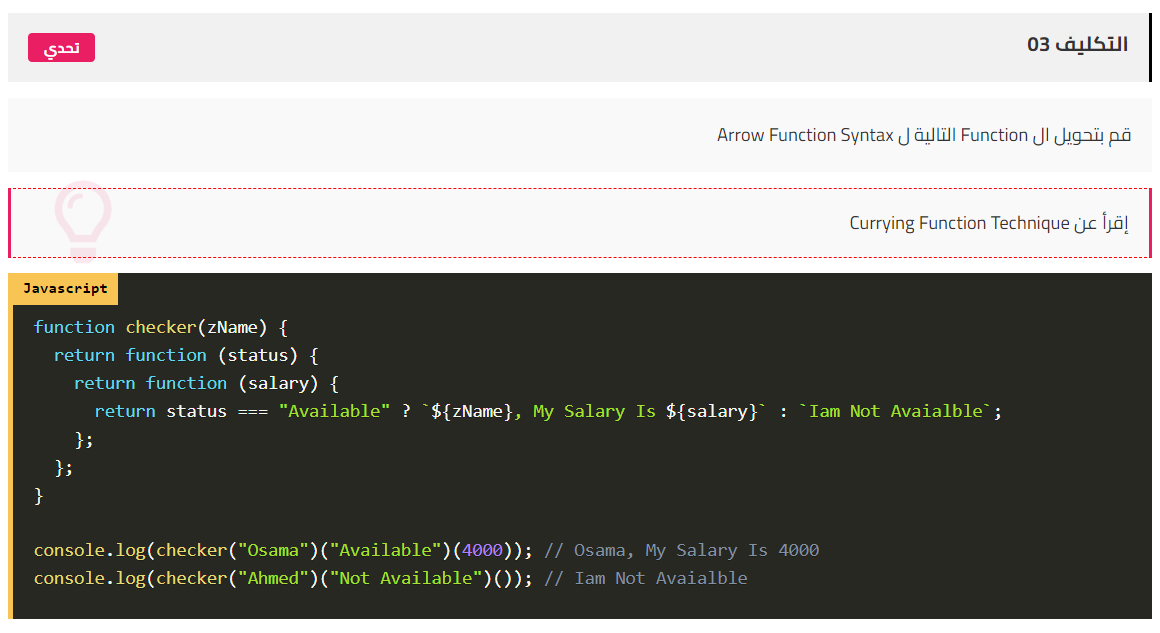 التكليف 03
تحدي
قم بتحويل ال Function التالية ل Arrow Function Syntax
إقرأ عن Currying Function Technique
Javascript
function checker(zName) {
  return function (status) {
    return function (salary) {
      return status === "Available" ? `${zName}, My Salary Is ${salary}` : `Iam Not Avaialble`;
    };
  };
}
console.log(checker("Osama")("Available")(4000)); // Osama, My Salary Is 4000
console.log(checker("Ahmed")("Not Available")()); // Iam Not Avaialble